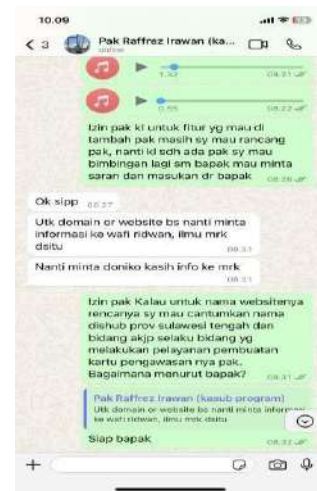 10.09
3
Pak Raffrez Irawan (ka...
online
1.32
08.21
0.55
08.22
Izin pak kl untuk fitur yg mau di
tambah pak masih sy mau rancang
pak, nanti kl sdh ada pak sy mau
bimbingan lagi sm bapak mau minta
saran dan masukan dr bapak
08.26
Ok sipp
08.27
Utk domain or website bs nanti minta
informasi ke wafi ridwan, ilmu mrk
dsitu
08.31
Nanti minta doniko kasih info ke mrk
08.31
Izin pak Kalau untuk nama websitenya
rencanya sy mau cantumkan nama
dishub prov sulawesi tengah dan
bidang akjp selaku bidang yg
melakukan pelayanan pembuatan
kartu pengawasan nya pak.
Bagaimana menurut bapak?
08.31
Pak Raffrez Irawan (kasub program)
Utk domain or website bs nanti minta informasi
ke wafi ridwan, ilmu mrk dsitu
Siap bapak
08.32